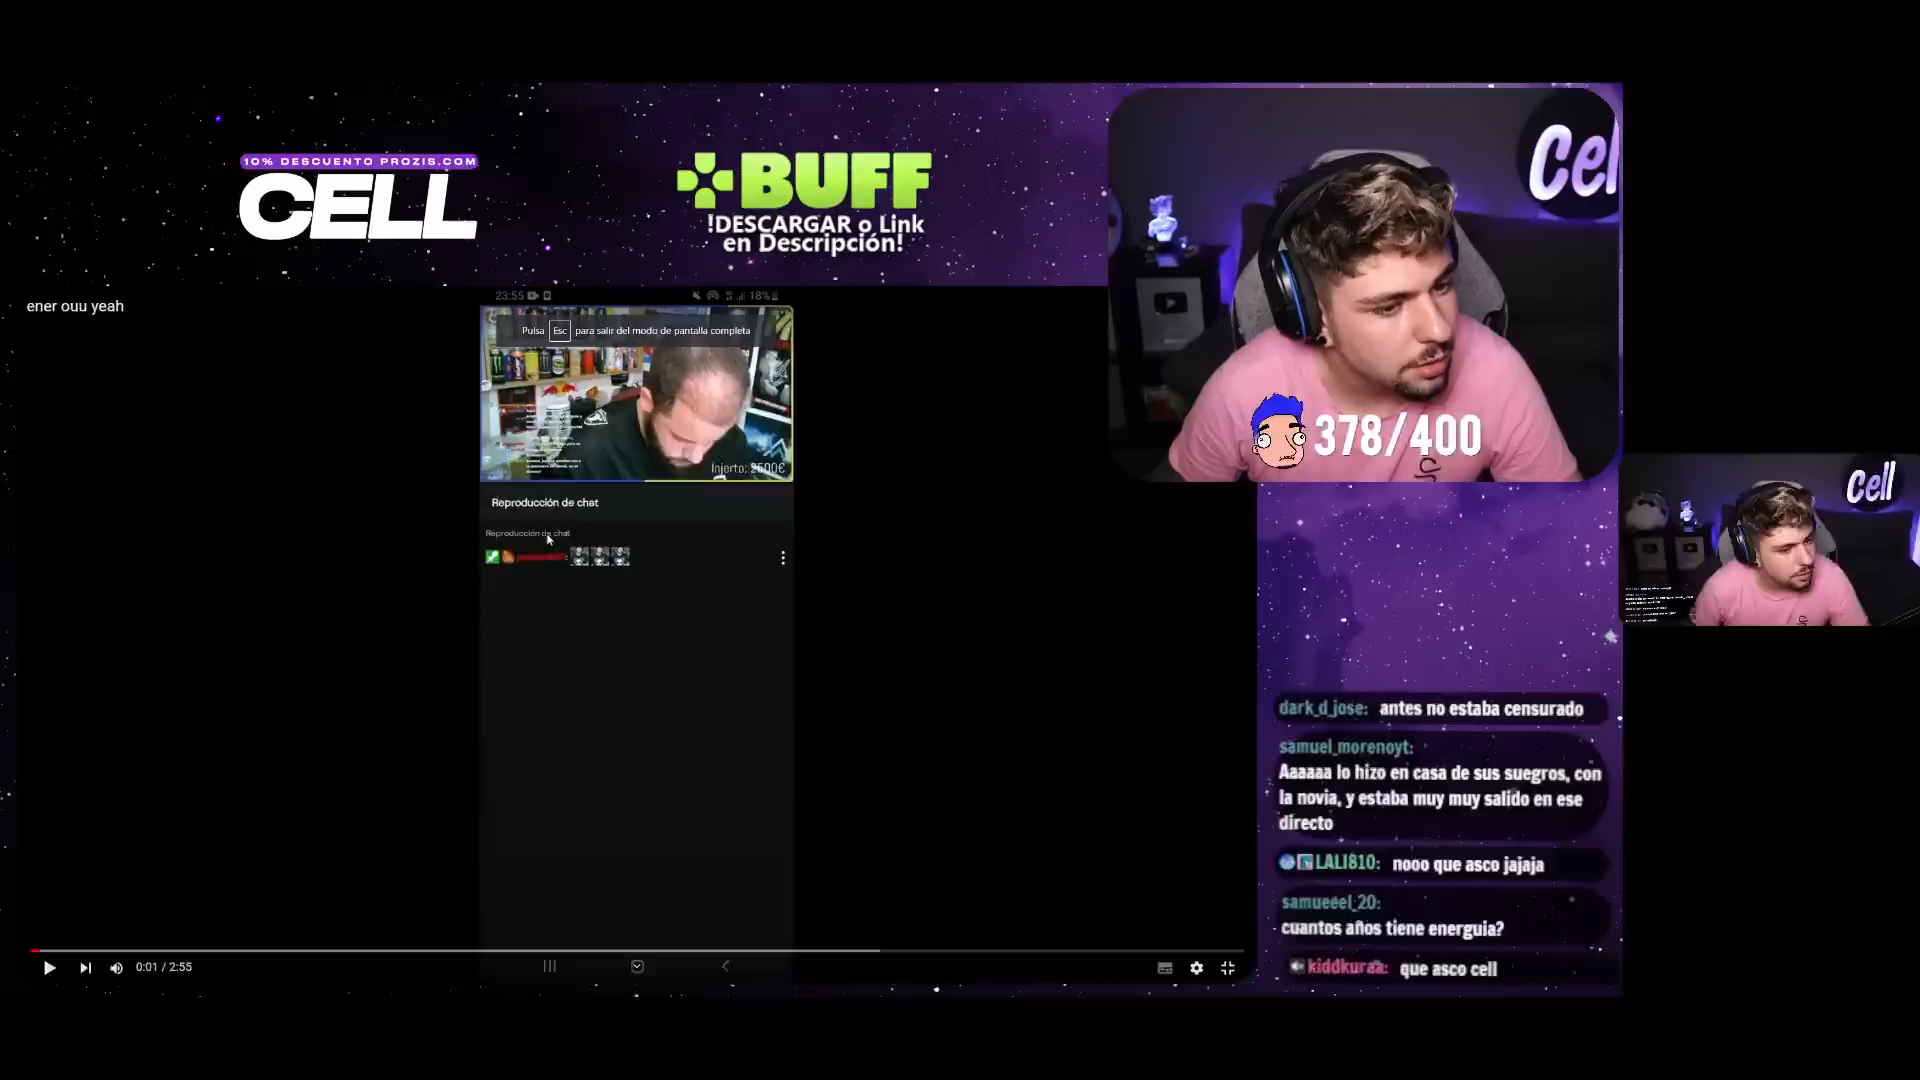 10% DESCUENTO PROZIS.COM
CELL
BUFF
!DESCARGAR o Link
en Descripción!
Cel
ener ouu yeah
23:55
18%
Pulsa Esc para salir del modo de pantalla completa
Injerto: 2500€
378/400
Reproducción de chat
Reproducción de chat
Cell
dark_d_jose: antes no estaba censurado
samuel_morenoyt:
Aaaaaa lo hizo en casa de sus suegros, con
la novia, y estaba muy muy salido en ese
directo
LALI810: nooo que asco jajaja
samueeel_20:
cuantos años tiene energuia?
kiddkuraa: que asco cell
0:01 / 2:55